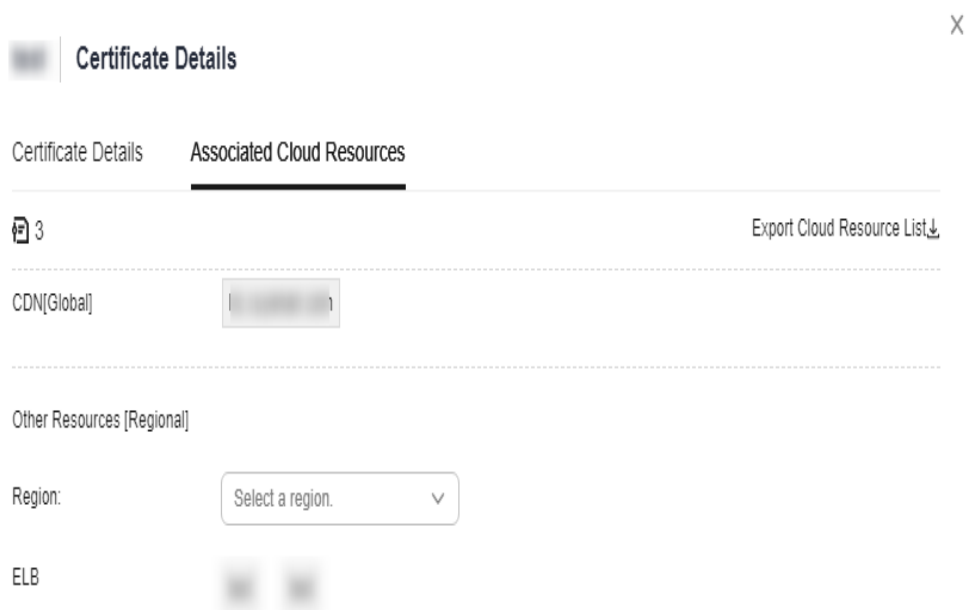 Certificate Details
Certificate Details Associated Cloud Resources
3 Export Cloud Resource List
CDN[Global]
Other Resources [Regional]
Region: Select a region.
ELB